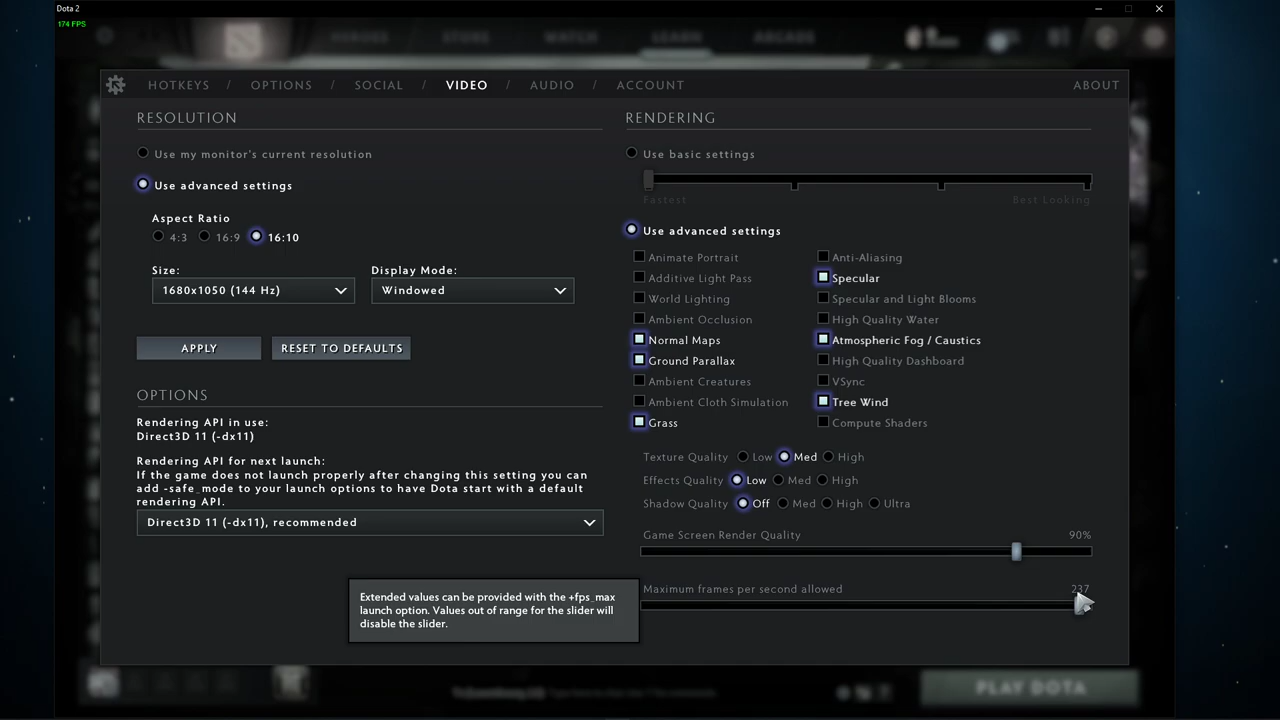 Dota 2
174 FPS
HEROES STORE WATCH LEARN ARCADE
HOTKEYS / OPTIONS / SOCIAL / VIDEO / AUDIO / ACCOUNT ABOUT
RESOLUTION
Use my monitor's current resolution
Use advanced settings
Aspect Ratio
4:3 16:9 16:10
Size: Display Mode:
1680x1050 (144 Hz) Windowed
APPLY RESET TO DEFAULTS
OPTIONS
Rendering API in use:
Direct3D 11 (-dx11)
Rendering API for next launch:
If the game does not launch properly after changing this setting you can
add -safe_mode to your launch options to have Dota start with a default
rendering API.
Direct3D 11 (-dx11), recommended
RENDERING
Use basic settings
Fastest Best Looking
Use advanced settings
Animate Portrait Anti-Aliasing
Additive Light Pass Specular
World Lighting Specular and Light Blooms
Ambient Occlusion High Quality Water
Normal Maps Atmospheric Fog / Caustics
Ground Parallax High Quality Dashboard
Ambient Creatures VSync
Ambient Cloth Simulation Tree Wind
Grass Compute Shaders
Texture Quality Low Med High
Effects Quality Low Med High
Shadow Quality Off Med High Ultra
Game Screen Render Quality 90%
Maximum frames per second allowed 237
Extended values can be provided with the +fps_max
launch option. Values out of range for the slider will
disable the slider.
PLAY DOTA